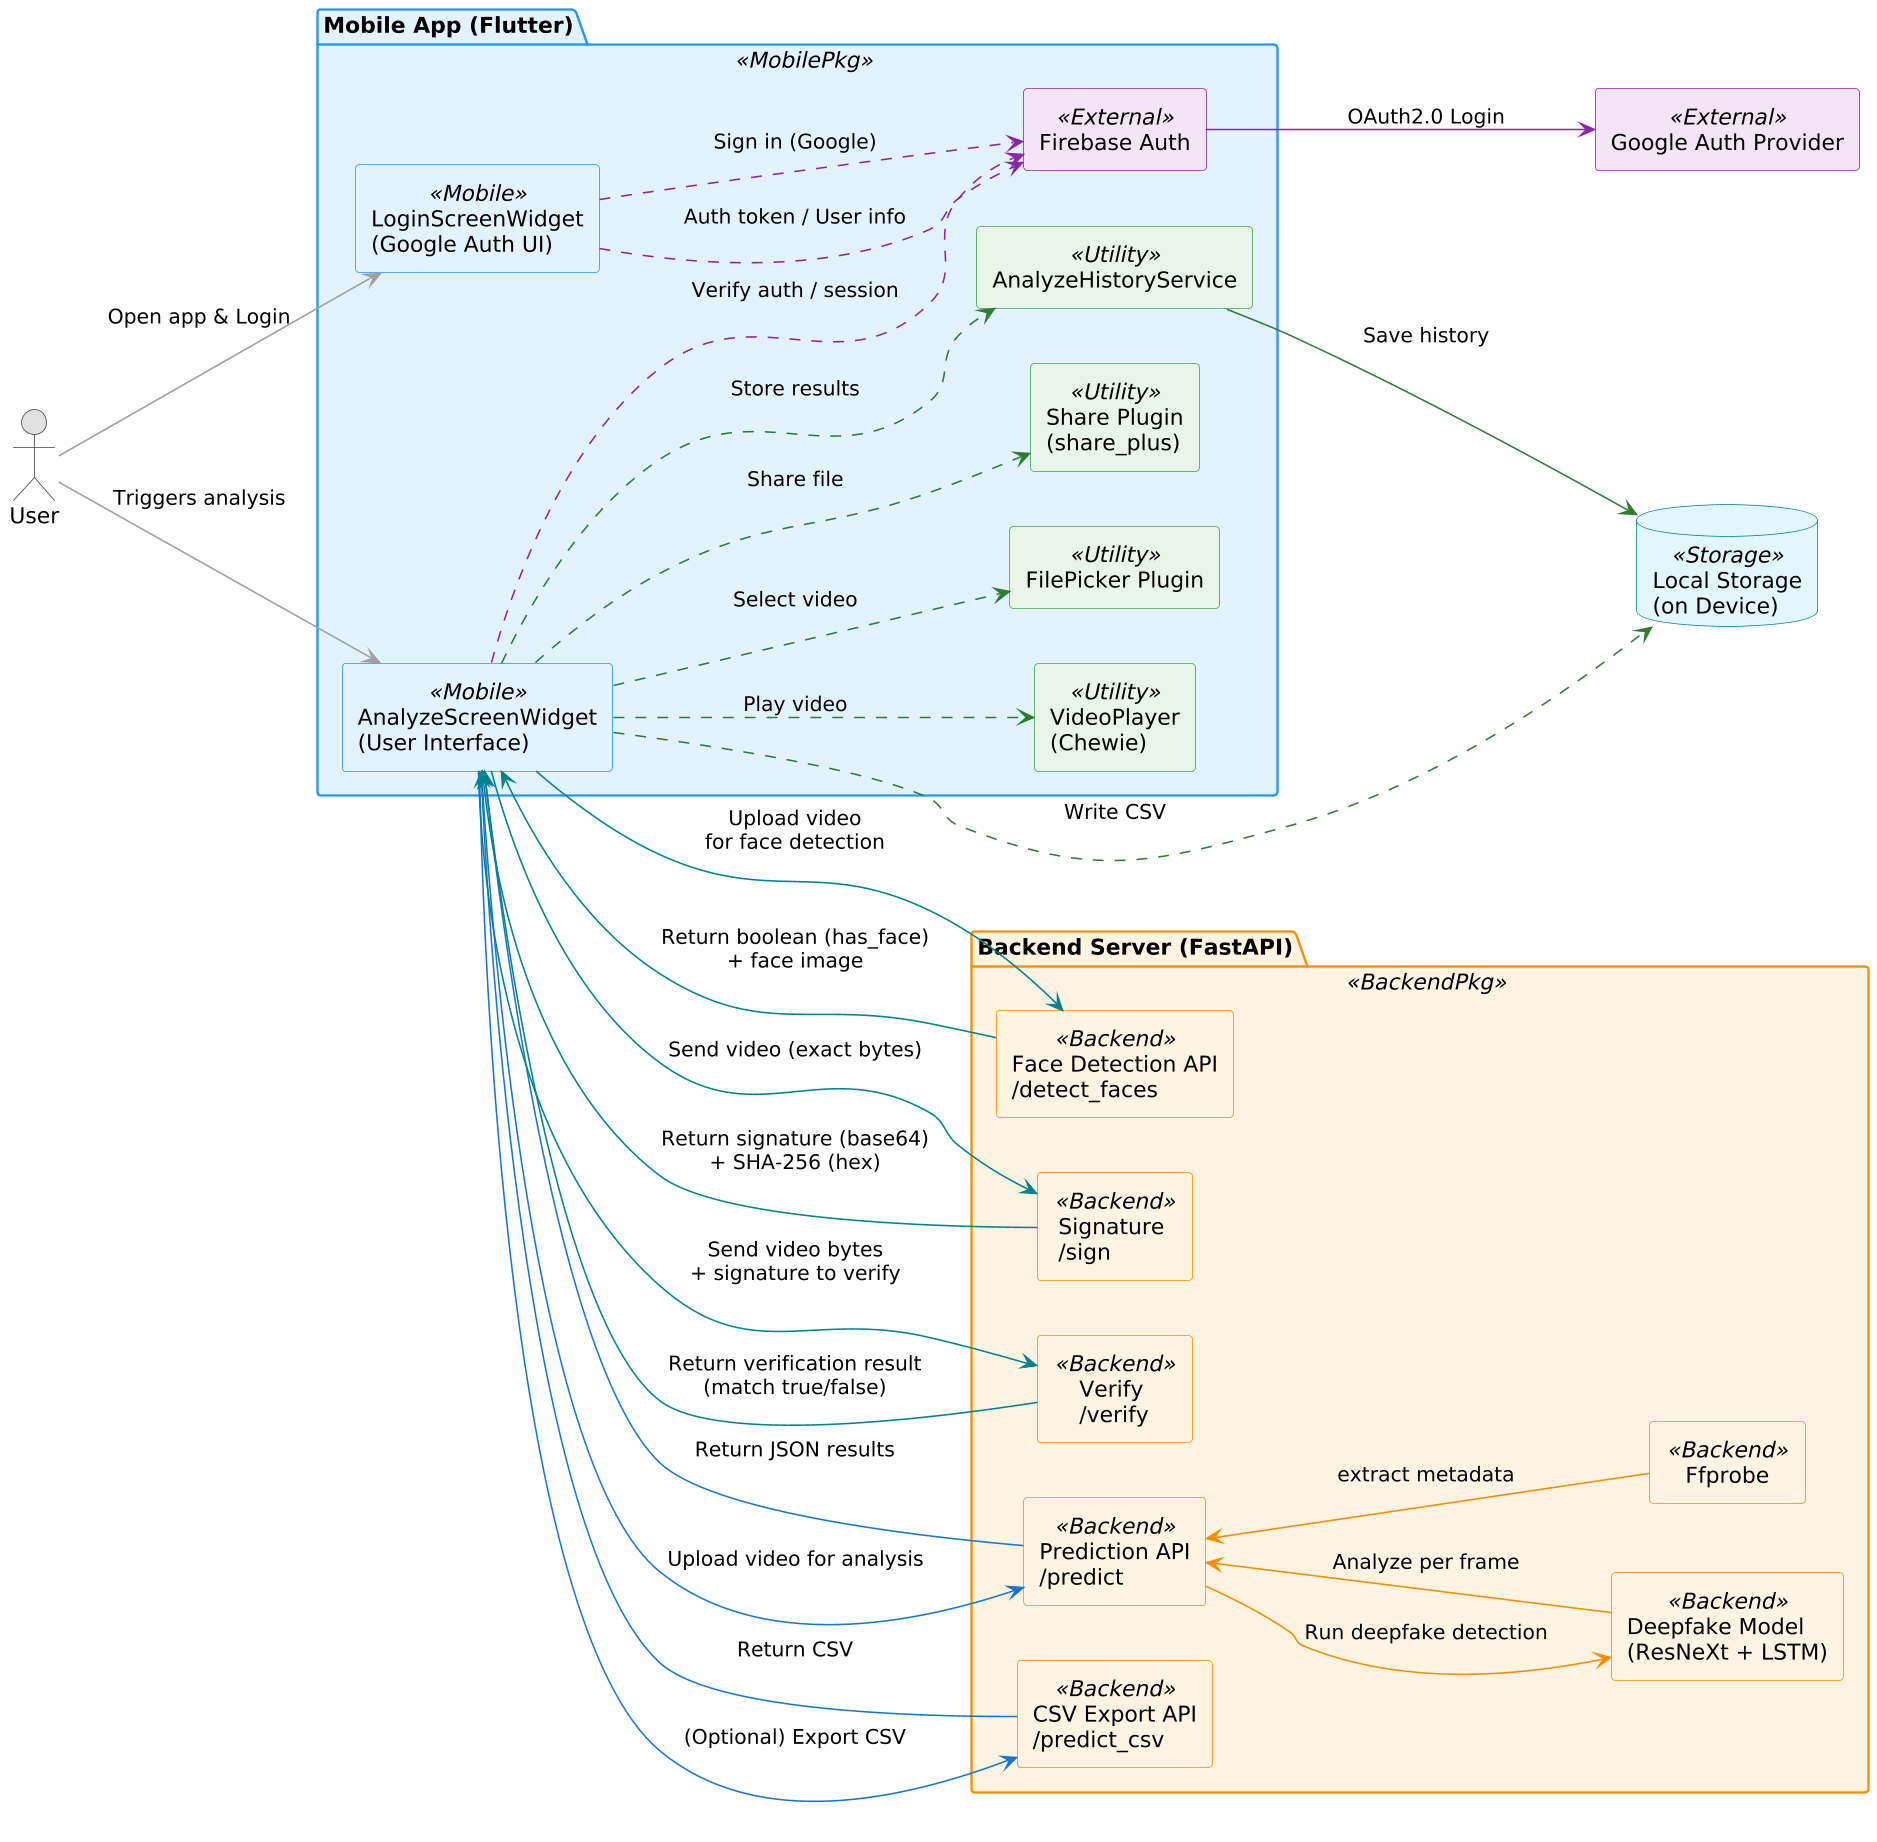 Mobile App (Flutter)
«MobilePkg»
«External»
Firebase Auth
OAuth2.0 Login
«External»
Google Auth Provider
Sign in (Google)
«Mobile»
LoginScreenWidget
(Google Auth UI)
Auth token / User info
«Utility»
AnalyzeHistoryService
Verify auth / session
Open app & Login
Save history
Store results
«Utility»
Share Plugin
(share_plus)
Share file
Triggers analysis
User
«Utility»
FilePicker Plugin
Select video
«Storage»
Local Storage
(on Device)
«Mobile»
AnalyzeScreenWidget
(User Interface)
Play video
«Utility»
VideoPlayer
(Chewie)
Write CSV
Upload video
for face detection
Return boolean (has_face)
+ face image
Backend Server (FastAPI)
«BackendPkg»
«Backend»
Face Detection API
/detect_faces
Send video (exact bytes)
Return signature (base64)
+ SHA-256 (hex)
«Backend»
Signature
/sign
Send video bytes
+ signature to verify
Return verification result
(match true/false)
«Backend»
Verify
/verify
Return JSON results
extract metadata
«Backend»
Ffprobe
«Backend»
Prediction API
/predict
Upload video for analysis
Analyze per frame
Run deepfake detection
«Backend»
Deepfake Model
(ResNeXt + LSTM)
Return CSV
«Backend»
CSV Export API
/predict_csv
(Optional) Export CSV